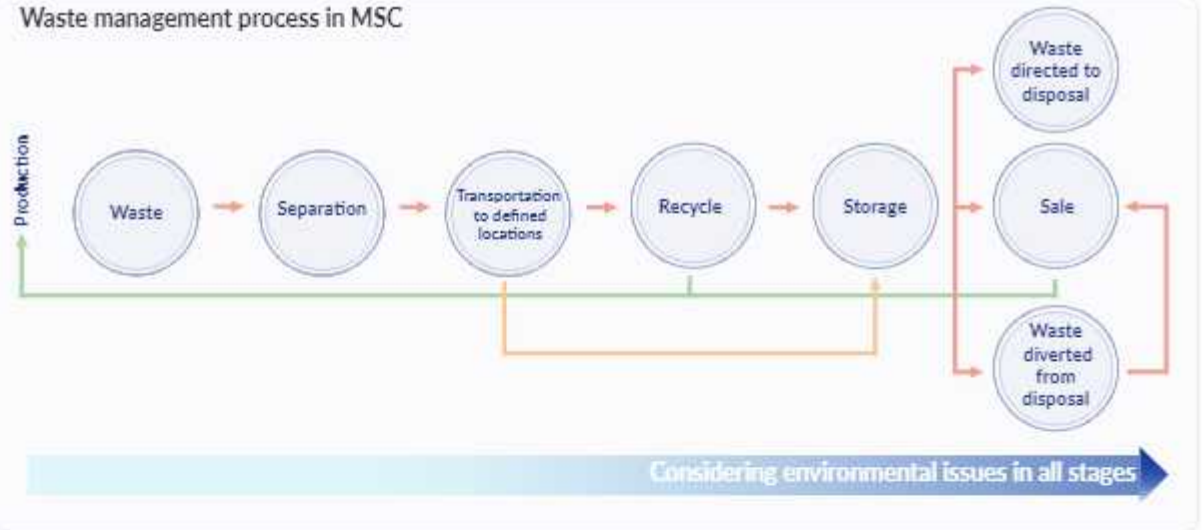 Waste management process in MSC
Production
Waste
Separation
Transportation
to defined
locations
Recycle
Storage
Waste
directed to
disposal
Sale
Waste
diverted
from
disposal
Considering environmental issues in all stages